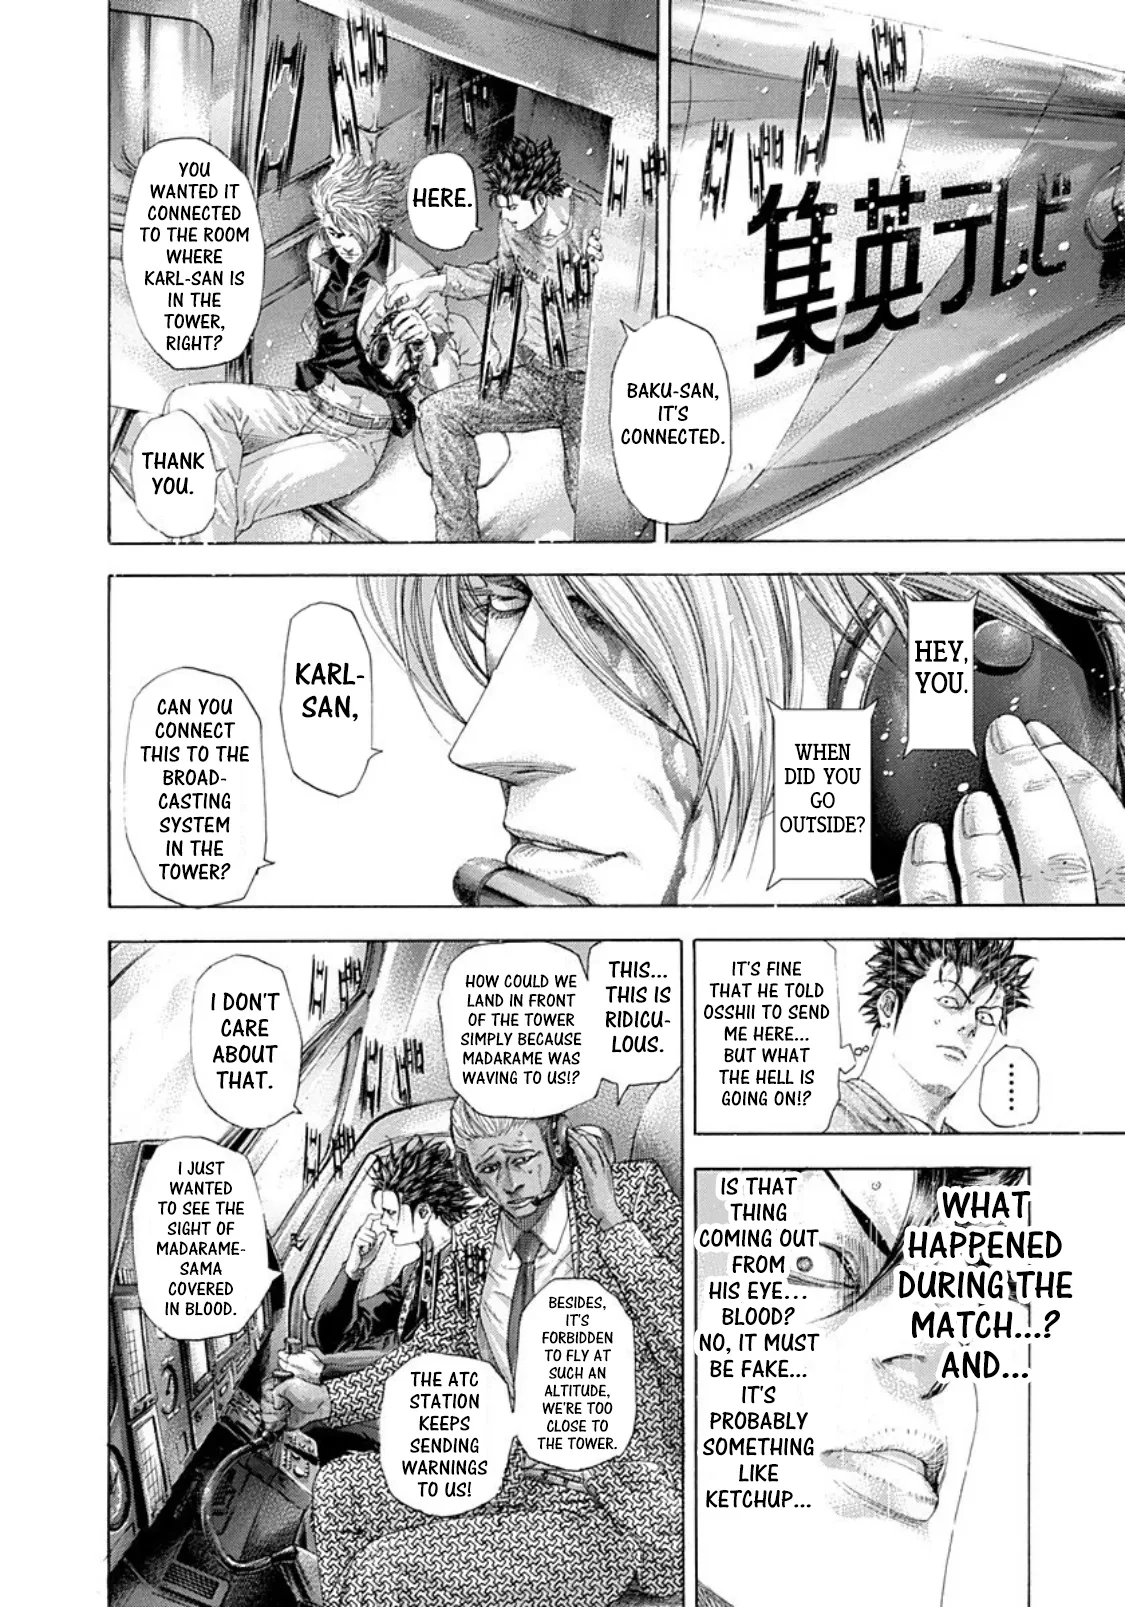 集英テレビ
BAKU-SAN,
IT'S
CONNECTED.
HERE.
YOU
WANTED IT
CONNECTED
TO THE ROOM
WHERE
KARL-SAN IS
IN THE
TOWER,
RIGHT?
THANK
YOU.
HEY,
YOU.
WHEN
DID YOU
GO
OUTSIDE?
KARL-
SAN,
CAN YOU
CONNECT
THIS TO THE
BROAD-
CASTING
SYSTEM
IN THE
TOWER?
IT'S FINE
THAT HE TOLD
OSSHII TO SEND
ME HERE...
BUT WHAT
THE HELL IS
GOING ON!?
......
WHAT
HAPPENED
DURING THE
MATCH...?
AND...
IS THAT
THING
COMING OUT
FROM
HIS EYE...
BLOOD?
NO, IT MUST
BE FAKE...
IT'S
PROBABLY
SOMETHING
LIKE
KETCHUP...
THIS...
THIS IS
RIDICU-
LOUS.
HOW COULD WE
LAND IN FRONT
OF THE TOWER
SIMPLY BECAUSE
MADARAME WAS
WAVING TO US!?
I DON'T
CARE
ABOUT
THAT.
I JUST
WANTED
TO SEE THE
SIGHT OF
MADARAME-
SAMA
COVERED
IN BLOOD.
BESIDES,
IT'S
FORBIDDEN
TO FLY AT
SUCH AN
ALTITUDE,
WE'RE TOO
CLOSE TO
THE TOWER.
THE ATC
STATION
KEEPS
SENDING
WARNINGS
TO US!